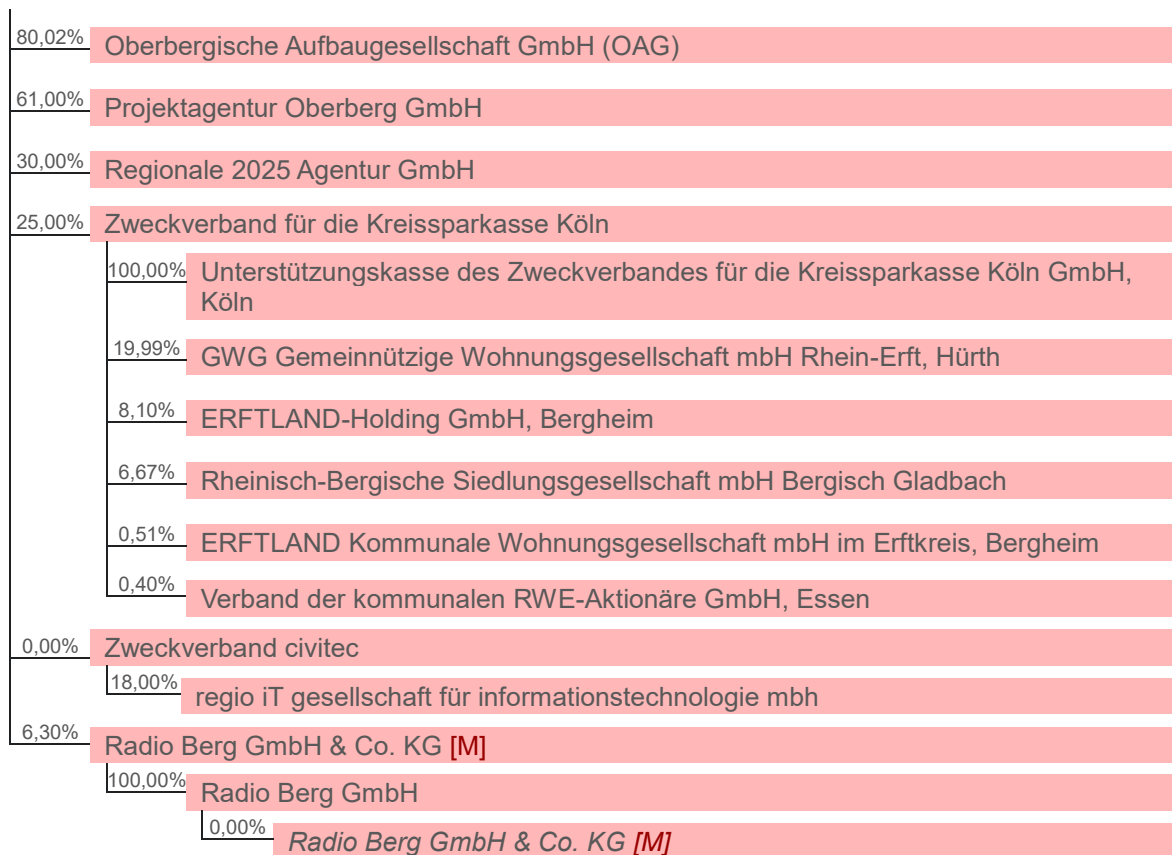 80,02%
Oberbergische Aufbaugesellschaft GmbH (OAG)
61,00%
Projektagentur Oberberg GmbH
30,00%
Regionale 2025 Agentur GmbH
25,00%
Zweckverband für die Kreissparkasse Köln
100,00%
Unterstützungskasse des Zweckverbandes für die Kreissparkasse Köln GmbH,
Köln
19,99%
GWG Gemeinnützige Wohnungsgesellschaft mbH Rhein-Erft, Hürth
8,10%
ERFTLAND-Holding GmbH, Bergheim
6,67%
Rheinisch-Bergische Siedlungsgesellschaft mbH Bergisch Gladbach
0,51%
ERFTLAND Kommunale Wohnungsgesellschaft mbH im Erftkreis, Bergheim
0,40%
Verband der kommunalen RWE-Aktionäre GmbH, Essen
0,00%
Zweckverband civitec
18,00%
regio iT gesellschaft für informationstechnologie mbh
6,30%
Radio Berg GmbH & Co. KG [M]
100,00%
Radio Berg GmbH
0,00%
Radio Berg GmbH & Co. KG [M]